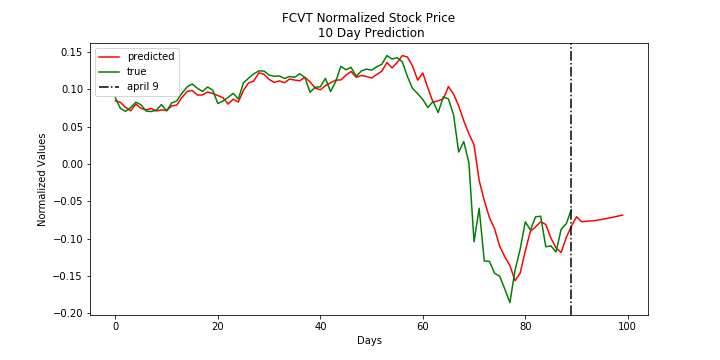 FCVT Normalized Stock Price
10 Day Prediction
predicted
true
april 9
Normalized Values
0.15
0.10
0.05
0.00
−0.05
−0.10
−0.15
−0.20
0 20 40 60 80 100
Days